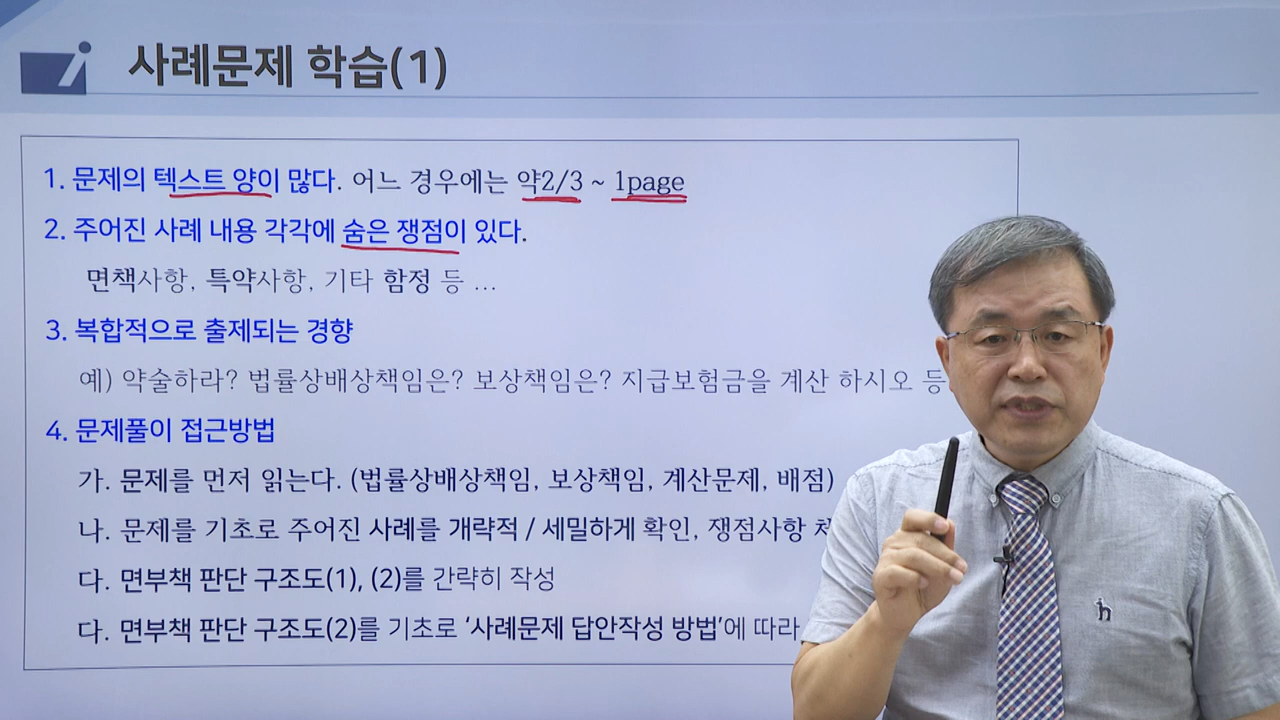 사례문제 학습(1)
1. 문제의 텍스트 양이 많다. 어느 경우에는 약2/3 ~ 1page
2. 주어진 사례 내용 각각에 숨은 쟁점이 있다.
면책사항, 특약사항, 기타 함정 등 ...
3. 복합적으로 출제되는 경향
예) 약술하라? 법률상배상책임은? 보상책임은? 지급보험금을 계산 하시오 등
4. 문제풀이 접근방법
가. 문제를 먼저 읽는다. (법률상배상책임, 보상책임, 계산문제, 배점)
나. 문제를 기초로 주어진 사례를 개략적 / 세밀하게 확인, 쟁점사항
다. 면부책 판단 구조도(1), (2)를 간략히 작성
다. 면부책 판단 구조도(2)를 기초로 ‘사례문제 답안작성 방법’에 따라,